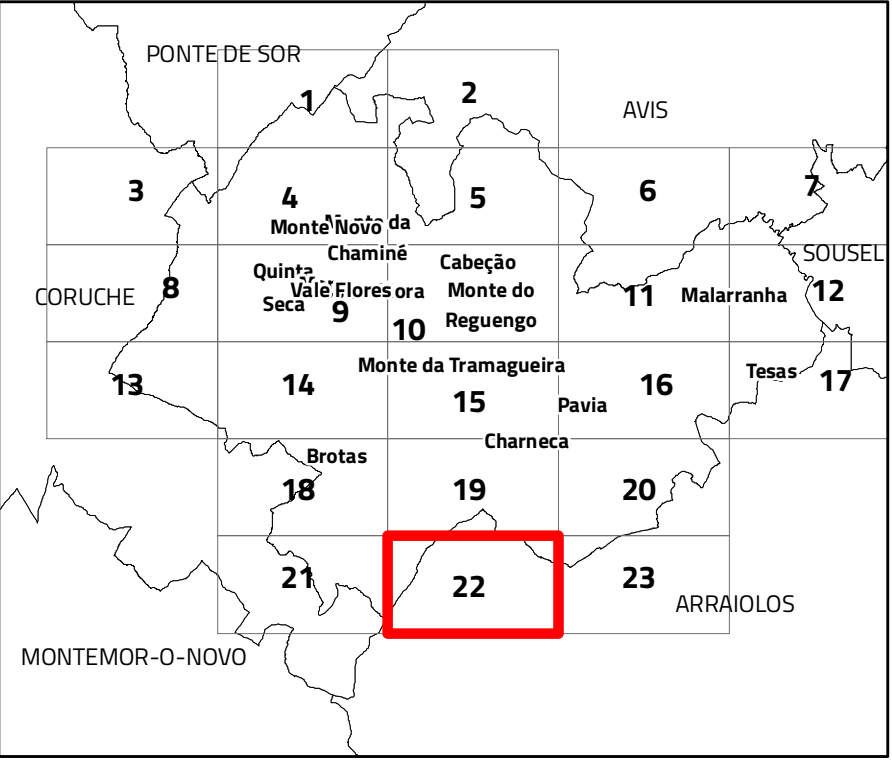 PONTE DE SOR
1
2
AVIS
3
4
5
6
7
Monte Novo
da
Chaminé
Cabeção
SOUSEL
Quinta
Seca
Vale Flores
ora
Monte do
Reguengo
CORUCHE
8
9
10
11
Malarranha
12
Monte da Tramagueira
Tesas
13
14
15
16
17
Pavia
Charneca
Brotas
18
19
20
21
22
23
ARRAIOLOS
MONTEMOR-O-NOVO